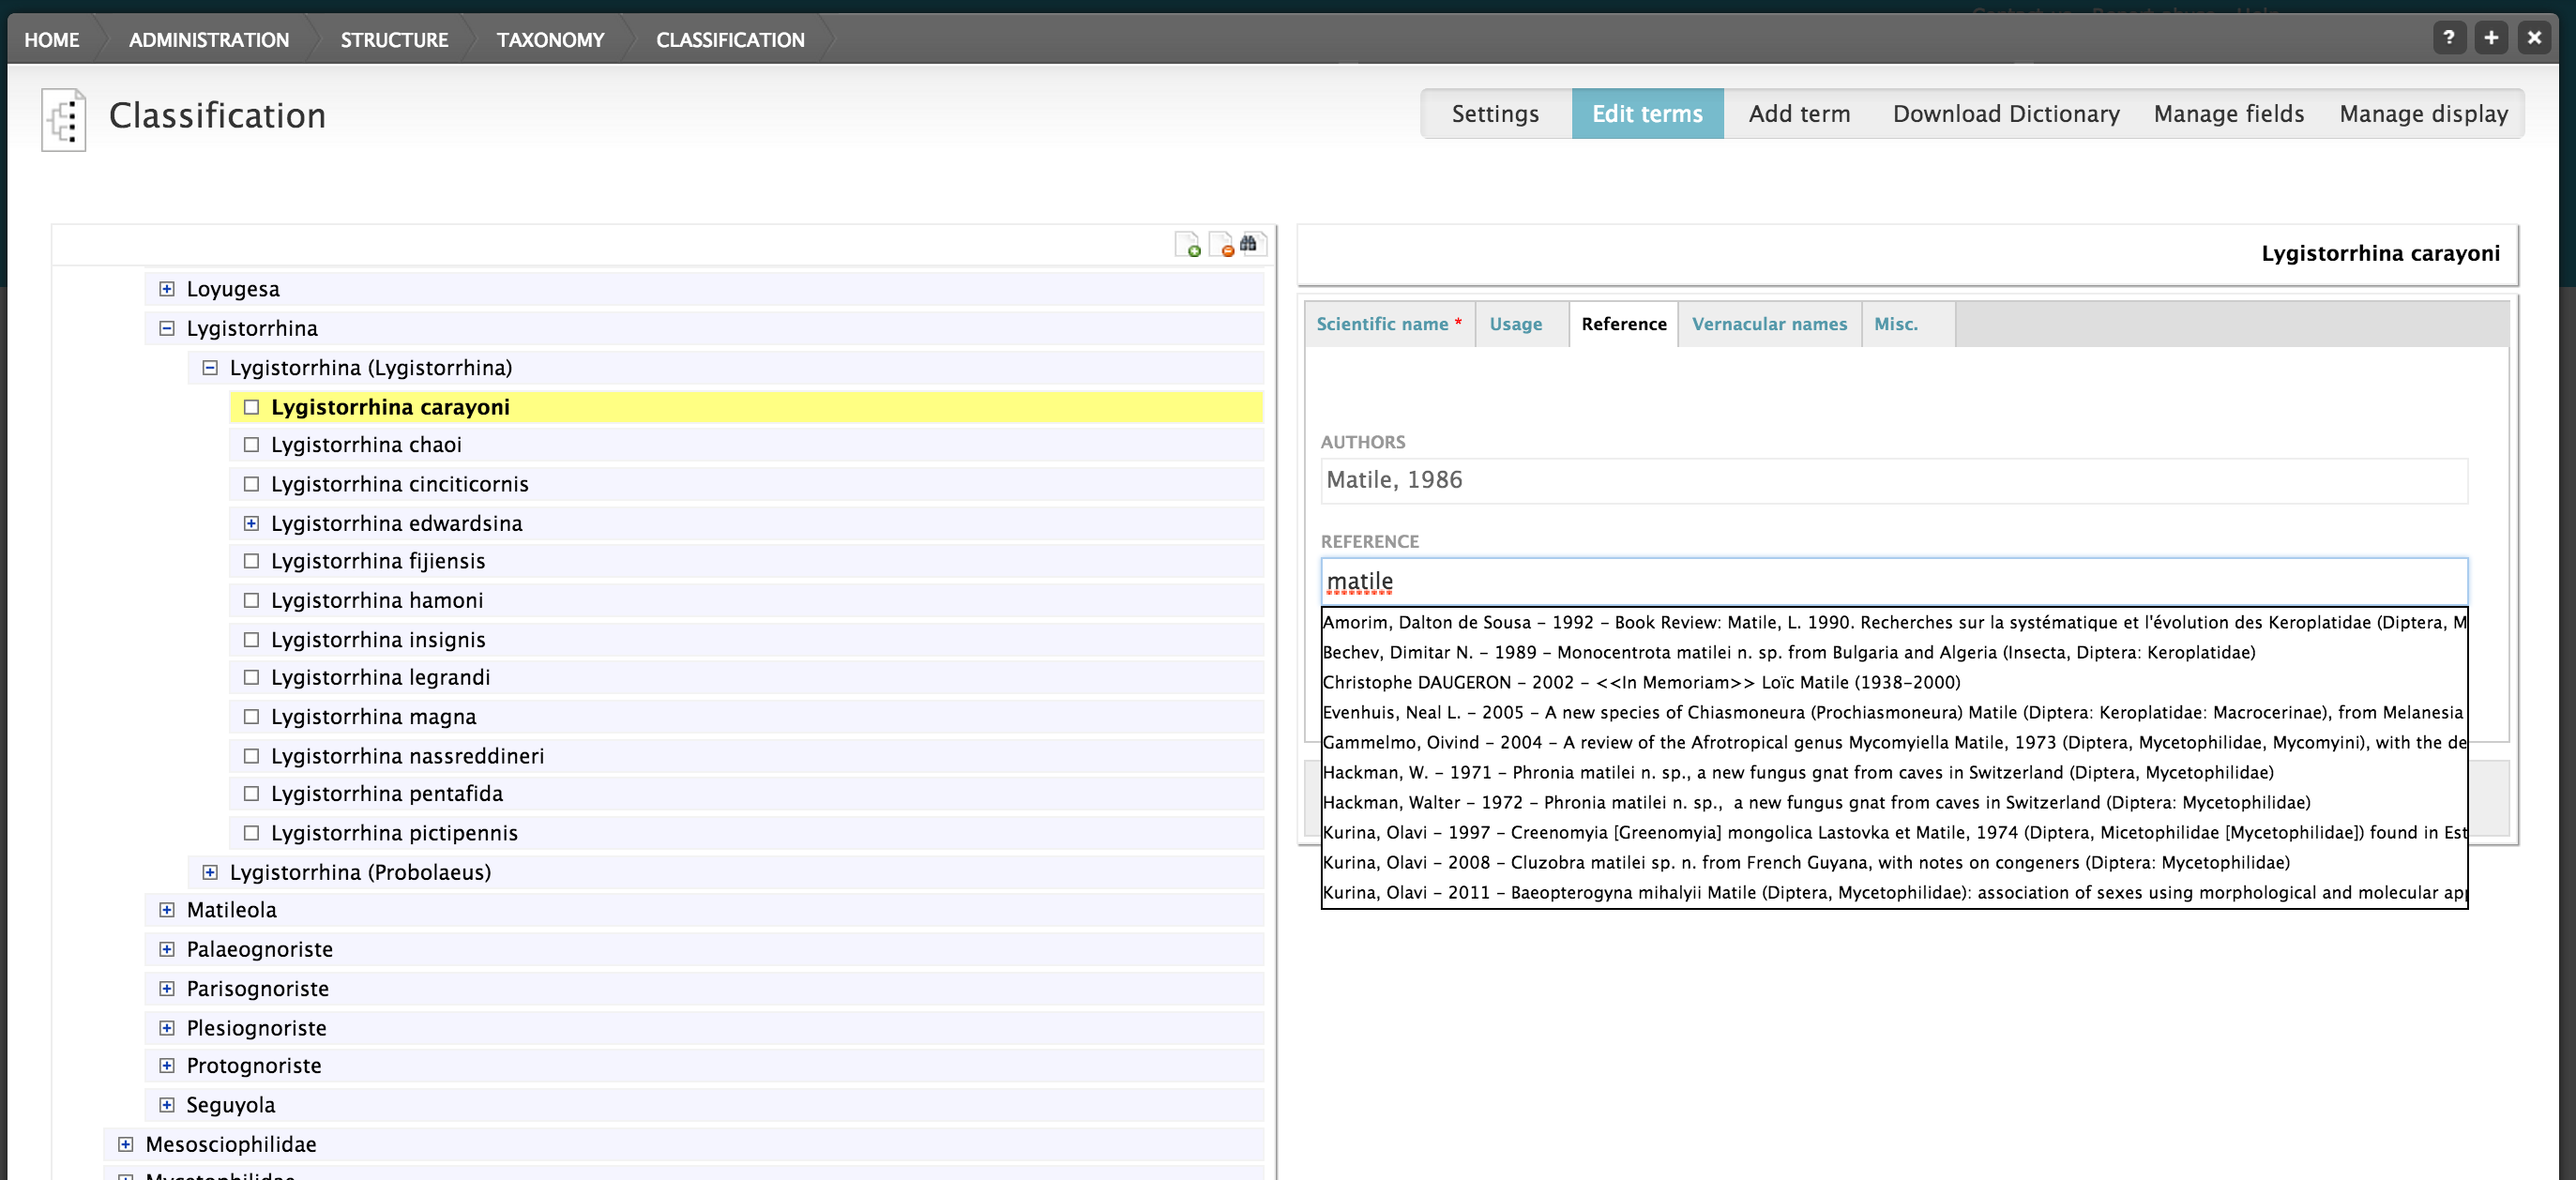 HOME ADMINISTRATION STRUCTURE TAXONOMY CLASSIFICATION
? + ×
Classification
Settings Edit terms Add term Download Dictionary Manage fields Manage display
Lygistorrhina carayoni
Loyugesa
Lygistorrhina
Lygistorrhina (Lygistorrhina)
Lygistorrhina carayoni
Lygistorrhina chaoi
Lygistorrhina cinciticornis
Lygistorrhina edwardsina
Lygistorrhina fijiensis
Lygistorrhina hamoni
Lygistorrhina insignis
Lygistorrhina legrandi
Lygistorrhina magna
Lygistorrhina nassreddineri
Lygistorrhina pentafida
Lygistorrhina pictipennis
Lygistorrhina (Probolaeus)
Matileola
Palaeognoriste
Parisognoriste
Plesiognoriste
Protognoriste
Seguyola
Mesosciophilidae
Scientific name * Usage Reference Vernacular names Misc.
AUTHORS
Matile, 1986
REFERENCE
matile
Amorim, Dalton de Sousa – 1992 – Book Review: Matile, L. 1990. Recherches sur la systématique et l'évolution des Keroplatidae (Diptera, M
Bechev, Dimitar N. – 1989 – Monocentrota matilei n. sp. from Bulgaria and Algeria (Insecta, Diptera: Keroplatidae)
Christophe DAUGERON – 2002 – <<In Memoriam>> Loïc Matile (1938–2000)
Evenhuis, Neal L. – 2005 – A new species of Chiasmoneura (Prochiasmoneura) Matile (Diptera: Keroplatidae: Macrocerinae), from Melanesia
Gammelmo, Oivind – 2004 – A review of the Afrotropical genus Mycomyiella Matile, 1973 (Diptera, Mycetophilidae, Mycomyini), with the de
Hackman, W. – 1971 – Phronia matilei n. sp., a new fungus gnat from caves in Switzerland (Diptera, Mycetophilidae)
Hackman, Walter – 1972 – Phronia matilei n. sp., a new fungus gnat from caves in Switzerland (Diptera: Mycetophilidae)
Kurina, Olavi – 1997 – Creenomyia [Greenomyia] mongolica Lastovka et Matile, 1974 (Diptera, Micetophilidae [Mycetophilidae]) found in Est
Kurina, Olavi – 2008 – Cluzobra matilei sp. n. from French Guyana, with notes on congeners (Diptera: Mycetophilidae)
Kurina, Olavi – 2011 – Baeopterogyna mihalyii Matile (Diptera, Mycetophilidae): association of sexes using morphological and molecular ap